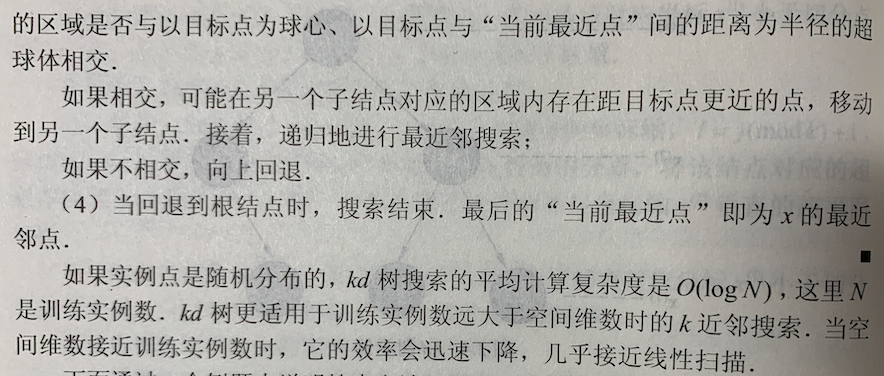 的区域是否与以目标点为球心、以目标点与“当前最近点”间的距离为半径的超
球体相交．
如果相交，可能在另一个子结点对应的区域内存在距目标点更近的点，移动
到另一个子结点．接着，递归地进行最近邻搜索；
如果不相交，向上回退．
（4）当回退到根结点时，搜索结束．最后的“当前最近点”即为 x 的最近
邻点．
■
如果实例点是随机分布的，kd 树搜索的平均计算复杂度是 O(log N)，这里 N
是训练实例数．kd 树更适用于训练实例数远大于空间维数时的 k 近邻搜索．当空
间维数接近训练实例数时，它的效率会迅速下降，几乎接近线性扫描．